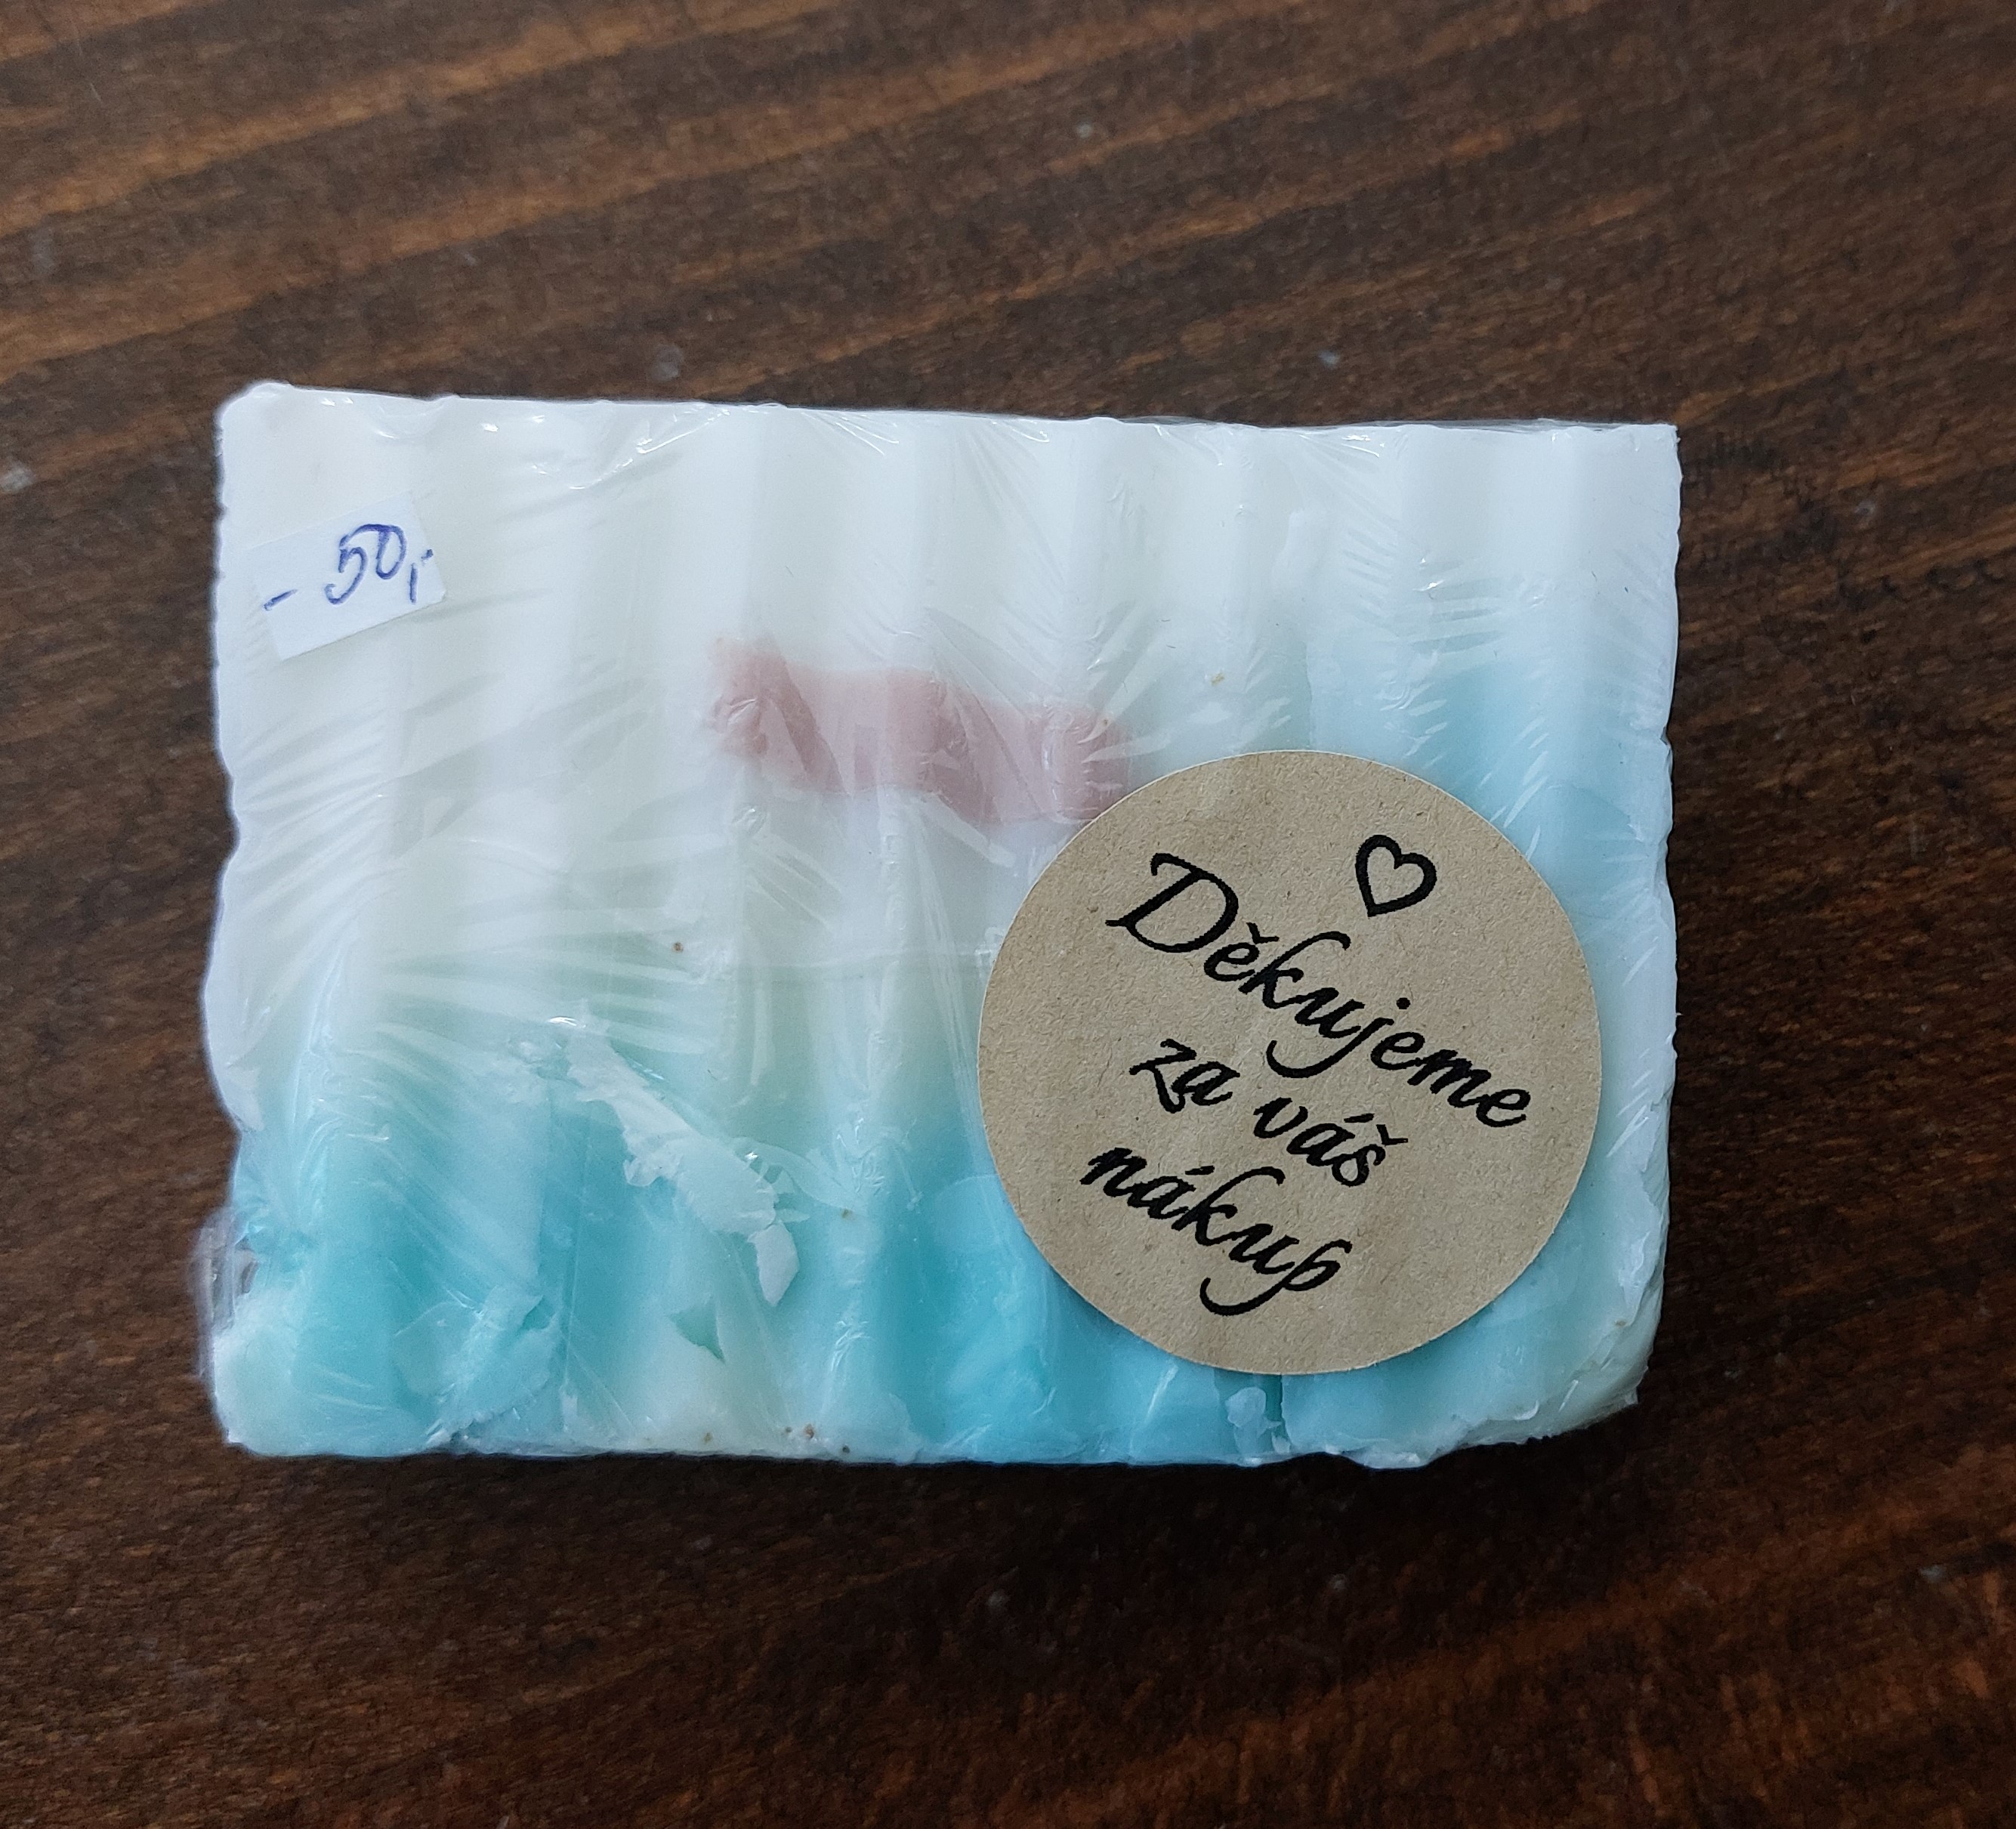 - 50,-
Děkujeme
za váš
nákup